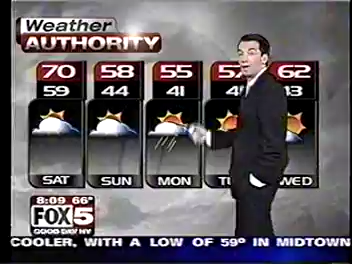 Weather
AUTHORITY
70 58 55 57 62
59 44 41
SAT SUN MON WED
8:09 66°
FOX 5
GOOD DAY NY
COOLER, WITH A LOW OF 59° IN MIDTOWN